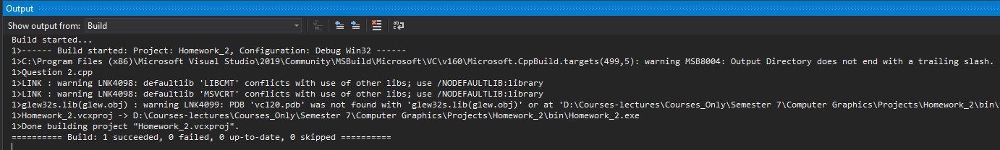 Output
Show output from: Build
Build started...
1>------ Build started: Project: Homework_2, Configuration: Debug Win32 ------
1>C:\Program Files (x86)\Microsoft Visual Studio\2019\Community\MSBuild\Microsoft\VC\v160\Microsoft.CppBuild.targets(499,5): warning MSB8004: Output Directory does not end with a trailing slash.
1>Question 2.cpp
1>LINK : warning LNK4098: defaultlib 'LIBCMT' conflicts with use of other libs; use /NODEFAULTLIB:library
1>LINK : warning LNK4098: defaultlib 'MSVCRT' conflicts with use of other libs; use /NODEFAULTLIB:library
1>glew32s.lib(glew.obj) : warning LNK4099: PDB 'vc120.pdb' was not found with 'glew32s.lib(glew.obj)' or at 'D:\Courses-lectures\Courses_Only\Semester 7\Computer Graphics\Projects\Homework_2\bin\
1>Homework_2.vcxproj -> D:\Courses-lectures\Courses_Only\Semester 7\Computer Graphics\Projects\Homework_2\bin\Homework_2.exe
1>Done building project "Homework_2.vcxproj".
========== Build: 1 succeeded, 0 failed, 0 up-to-date, 0 skipped ==========